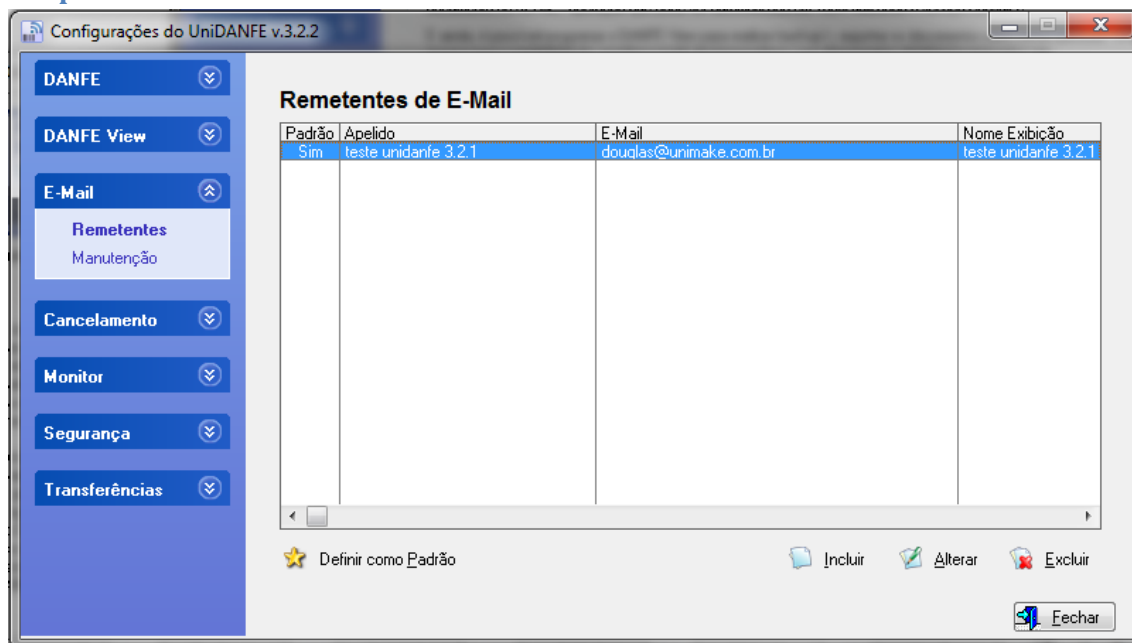 Configurações do UniDANFE v.3.2.2
DANFE
DANFE View
E-Mail
Remetentes
Manutenção
Cancelamento
Monitor
Segurança
Transferências
Remetentes de E-Mail
Padrão Apelido E-Mail Nome Exibição
Sim teste unidanfe 3.2.1 douglas@unimake.com.br teste unidanfe 3.2.1
Definir como Padrão Incluir Alterar Excluir
Fechar